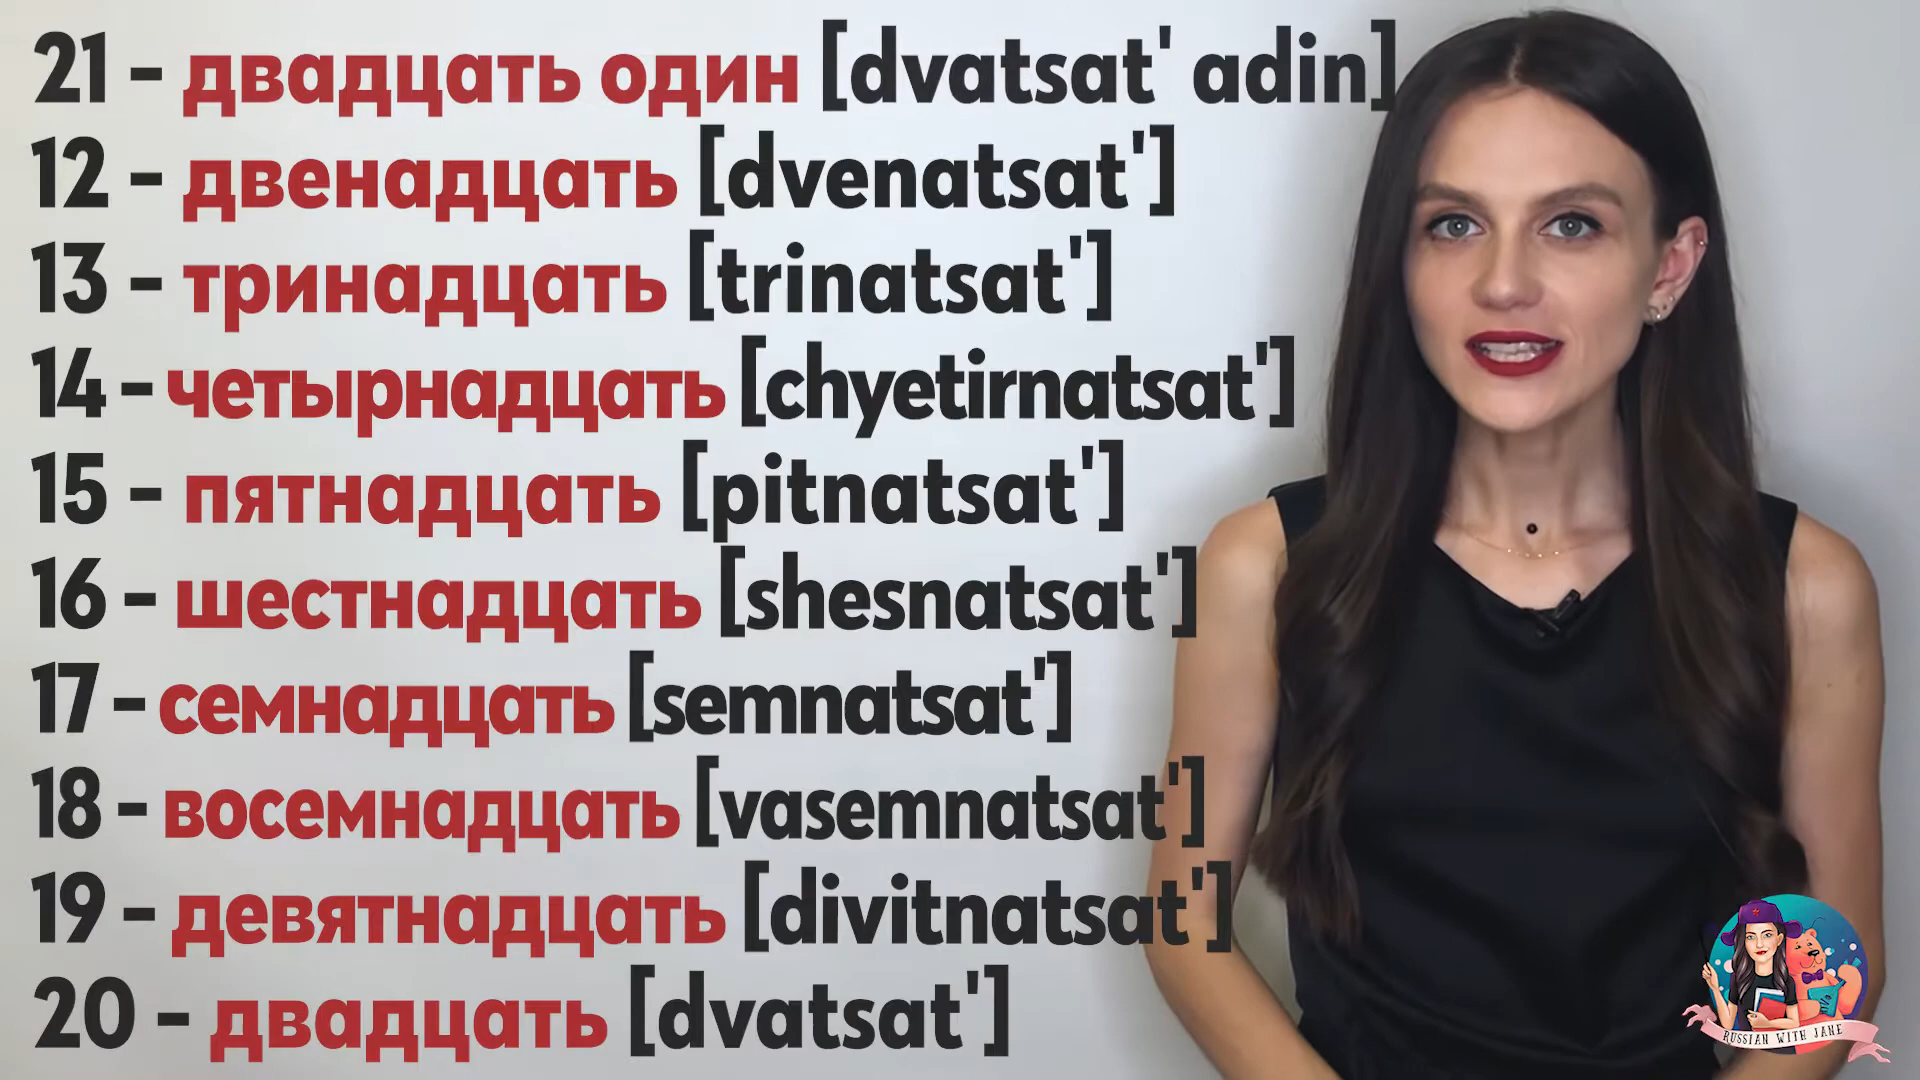 21 - двадцать один [dvatsat' adin]
12 - двенадцать [dvenatsat']
13 - тринадцать [trinatsat']
14 - четырнадцать [chyetirnatsat']
15 - пятнадцать [pitnatsat']
16 - шестнадцать [shesnatsat']
17 - семнадцать [semnatsat']
18 - восемнадцать [vasemnatsat']
19 - девятнадцать [divitnatsat']
20 - двадцать [dvatsat']
RUSSIAN WITH JANE